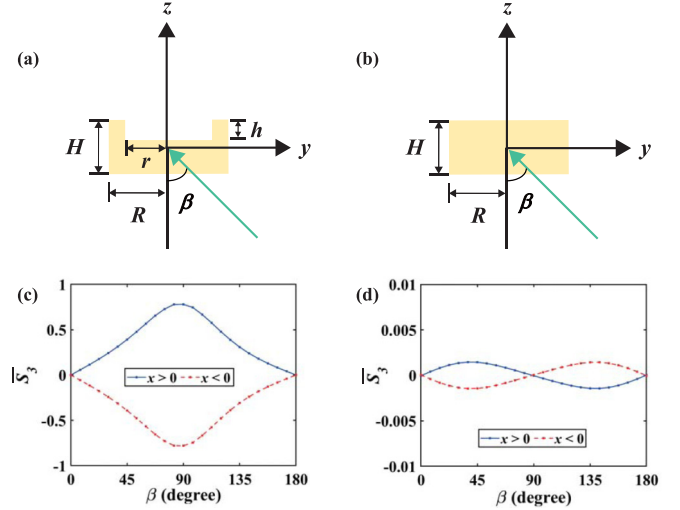 (a)
z
H
h
r
y
R
β
(b)
z
H
y
R
β
(c)
1
0.5
0
-0.5
-1
S̅₃
x > 0
x < 0
0 45 90 135 180
β (degree)
(d)
0.01
0.005
0
-0.005
-0.01
S̅₃
x > 0
x < 0
0 45 90 135 180
β (degree)